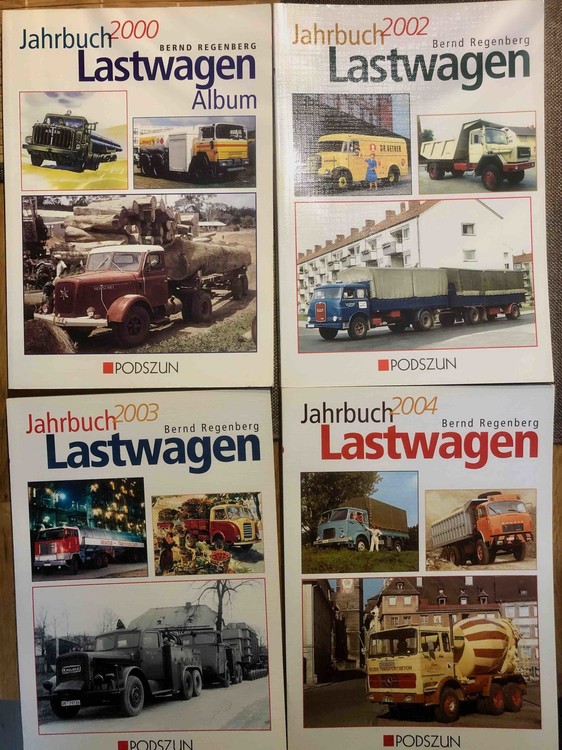 Jahrbuch 2000
BERND REGENBERG
Lastwagen
Album
PODSZUN
Jahrbuch 2002
Bernd Regenberg
Lastwagen
DR. OETKER
PODSZUN
Jahrbuch 2003
Bernd Regenberg
Lastwagen
PODSZUN
Jahrbuch 2004
Bernd Regenberg
Lastwagen
PODSZUN